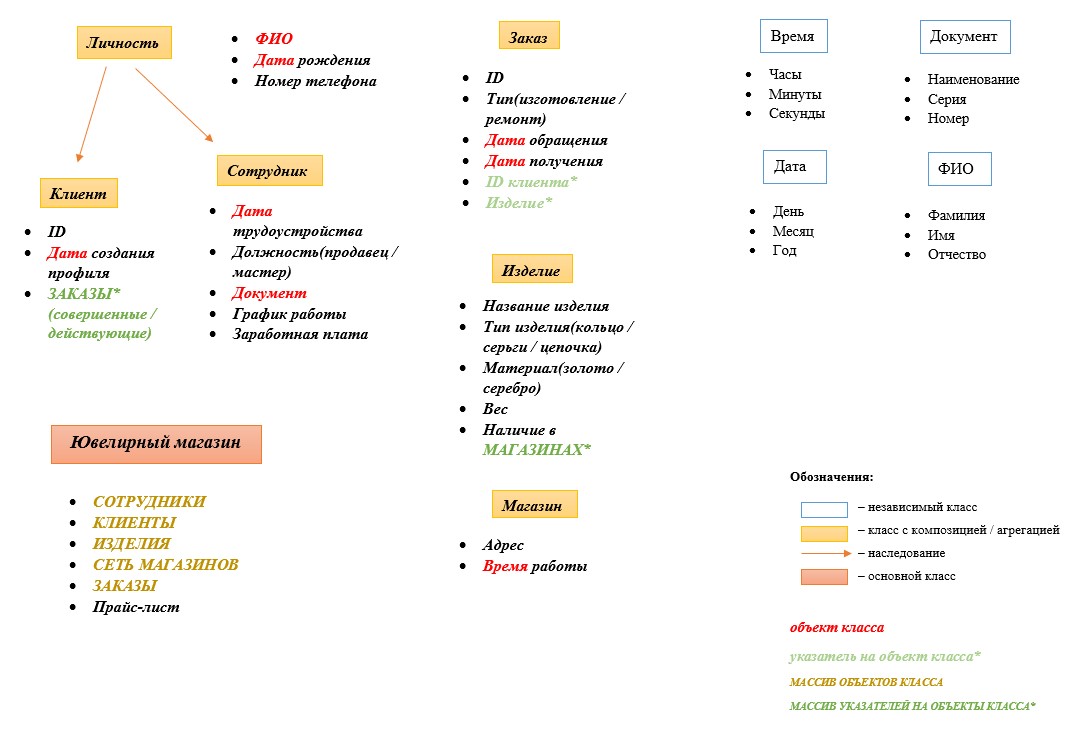 Личность
• ФИО
• Дата рождения
• Номер телефона
Клиент
• ID
• Дата создания
профиля
• ЗАКАЗЫ*
(совершенные /
действующие)
Сотрудник
• Дата
трудоустройства
• Должность(продавец /
мастер)
• Документ
• График работы
• Заработная плата
Ювелирный магазин
• СОТРУДНИКИ
• КЛИЕНТЫ
• ИЗДЕЛИЯ
• СЕТЬ МАГАЗИНОВ
• ЗАКАЗЫ
• Прайс-лист
Заказ
• ID
• Тип(изготовление /
ремонт)
• Дата обращения
• Дата получения
• ID клиента*
• Изделие*
Изделие
• Название изделия
• Тип изделия(кольцо /
серьги / цепочка)
• Материал(золото /
серебро)
• Вес
• Наличие в
МАГАЗИНАХ*
Магазин
• Адрес
• Время работы
Время
• Часы
• Минуты
• Секунды
Документ
• Наименование
• Серия
• Номер
Дата
• День
• Месяц
• Год
ФИО
• Фамилия
• Имя
• Отчество
Обозначения:
– независимый класс
– класс с композицией / агрегацией
– наследование
– основной класс
объект класса
указатель на объект класса*
МАССИВ ОБЪЕКТОВ КЛАССА
МАССИВ УКАЗАТЕЛЕЙ НА ОБЪЕКТЫ КЛАССА*